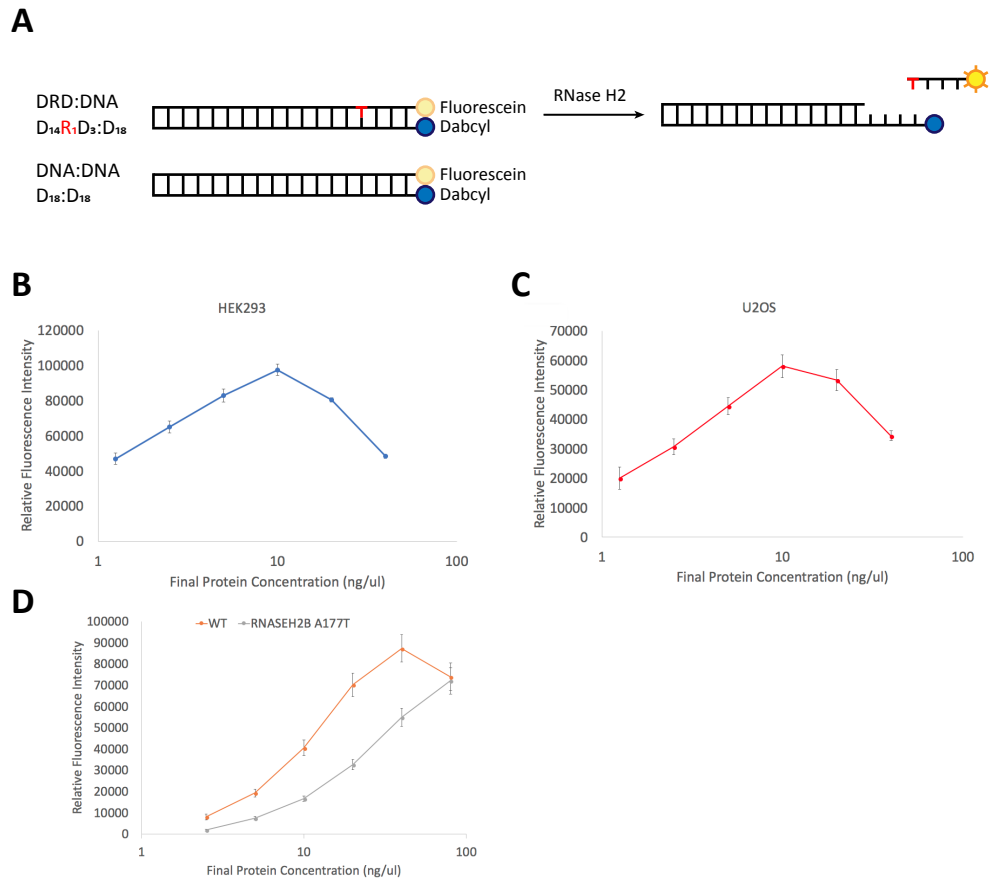 A
DRD:DNA
D₁₄R₁D₃:D₁₈
Fluorescein
Dabcyl
RNase H2
DNA:DNA
D₁₈:D₁₈
Fluorescein
Dabcyl
B
HEK293
Relative Fluorescence Intensity
120000
100000
80000
60000
40000
20000
0
1
10
100
Final Protein Concentration (ng/ul)
C
U2OS
Relative Fluorescence Intensity
70000
60000
50000
40000
30000
20000
10000
0
1
10
100
Final Protein Concentration (ng/ul)
D
WT
RNASEH2B A177T
Relative Fluorescence Intensity
100000
90000
80000
70000
60000
50000
40000
30000
20000
10000
0
1
10
100
Final Protein Concentration (ng/ul)